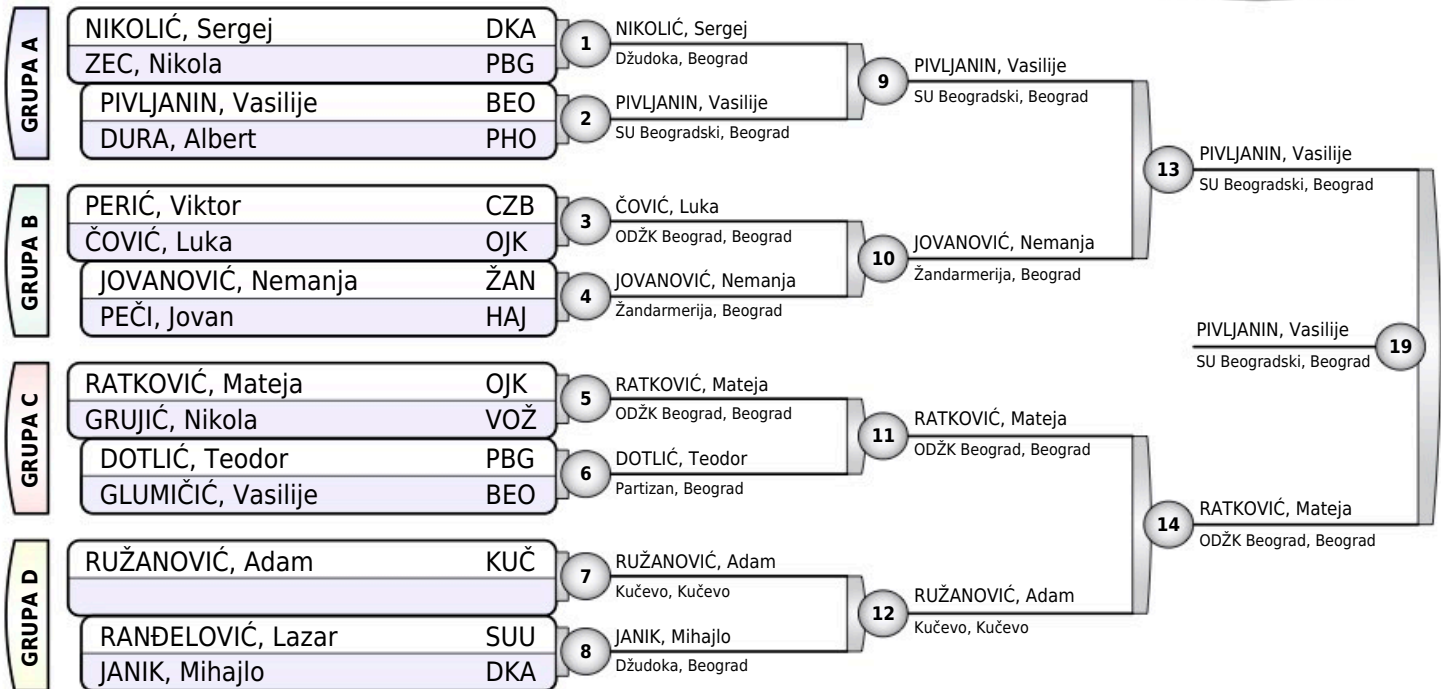 GRUPA A
NIKOLIĆ, Sergej DKA
ZEC, Nikola PBG
PIVLJANIN, Vasilije BEO
DURA, Albert PHO
GRUPA B
PERIĆ, Viktor CZB
ČOVIĆ, Luka OJK
JOVANOVIĆ, Nemanja ŽAN
PEČI, Jovan HAJ
GRUPA C
RATKOVIĆ, Mateja OJK
GRUJIĆ, Nikola VOŽ
DOTLIĆ, Teodor PBG
GLUMIČIĆ, Vasilije BEO
GRUPA D
RUŽANOVIĆ, Adam KUČ
RANĐELOVIĆ, Lazar SUU
JANIK, Mihajlo DKA
1
NIKOLIĆ, Sergej
Džudoka, Beograd
2
PIVLJANIN, Vasilije
SU Beogradski, Beograd
3
ČOVIĆ, Luka
ODŽK Beograd, Beograd
4
JOVANOVIĆ, Nemanja
Žandarmerija, Beograd
5
RATKOVIĆ, Mateja
ODŽK Beograd, Beograd
6
DOTLIĆ, Teodor
Partizan, Beograd
7
RUŽANOVIĆ, Adam
Kučevo, Kučevo
8
JANIK, Mihajlo
Džudoka, Beograd
9
PIVLJANIN, Vasilije
SU Beogradski, Beograd
10
JOVANOVIĆ, Nemanja
Žandarmerija, Beograd
11
RATKOVIĆ, Mateja
ODŽK Beograd, Beograd
12
RUŽANOVIĆ, Adam
Kučevo, Kučevo
13
PIVLJANIN, Vasilije
SU Beogradski, Beograd
14
RATKOVIĆ, Mateja
ODŽK Beograd, Beograd
PIVLJANIN, Vasilije
SU Beogradski, Beograd
19